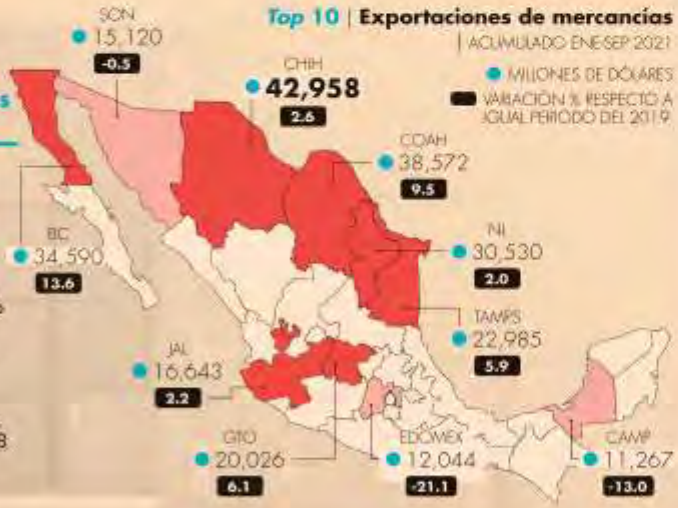 Top 10 | Exportaciones de mercancías
| ACUMULADO ENE-SEP 2021
MILLONES DE DÓLARES
VARIACIÓN % RESPECTO A
IGUAL PERIODO DEL 2019
SON
15,120
-0.5
CHIH
42,958
2.6
COAH
38,572
9.5
BC
34,590
13.6
NL
30,530
2.0
TAMPS
22,985
5.9
JAL
16,643
2.2
GTO
20,026
6.1
EDOMEX
12,044
-21.1
CAMP
11,267
-13.0